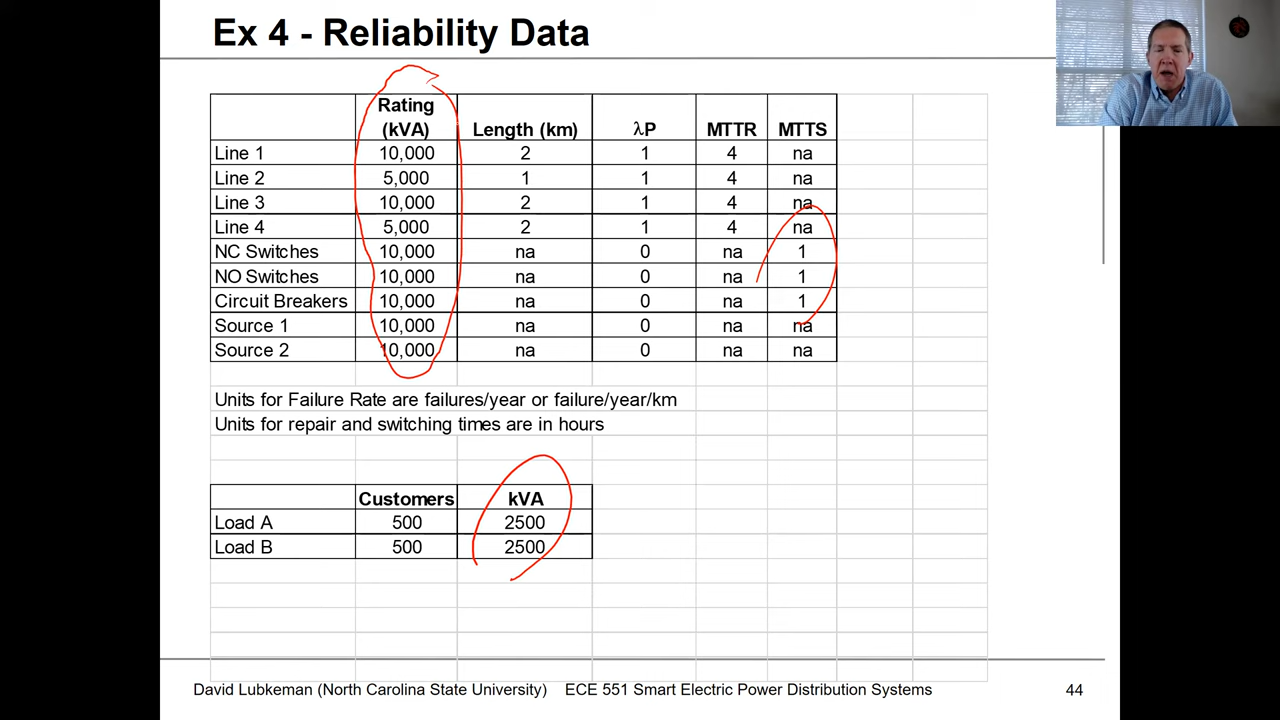 Ex 4 - Reliability Data
Rating (kVA) Length (km) λP MTTR MTTS
Line 1 10,000 2 1 4 na
Line 2 5,000 1 1 4 na
Line 3 10,000 2 1 4 na
Line 4 5,000 2 1 4 na
NC Switches 10,000 na 0 na 1
NO Switches 10,000 na 0 na 1
Circuit Breakers 10,000 na 0 na 1
Source 1 10,000 na 0 na na
Source 2 10,000 na 0 na na
Units for Failure Rate are failures/year or failure/year/km
Units for repair and switching times are in hours
Customers kVA
Load A 500 2500
Load B 500 2500
David Lubkeman (North Carolina State University) ECE 551 Smart Electric Power Distribution Systems 44